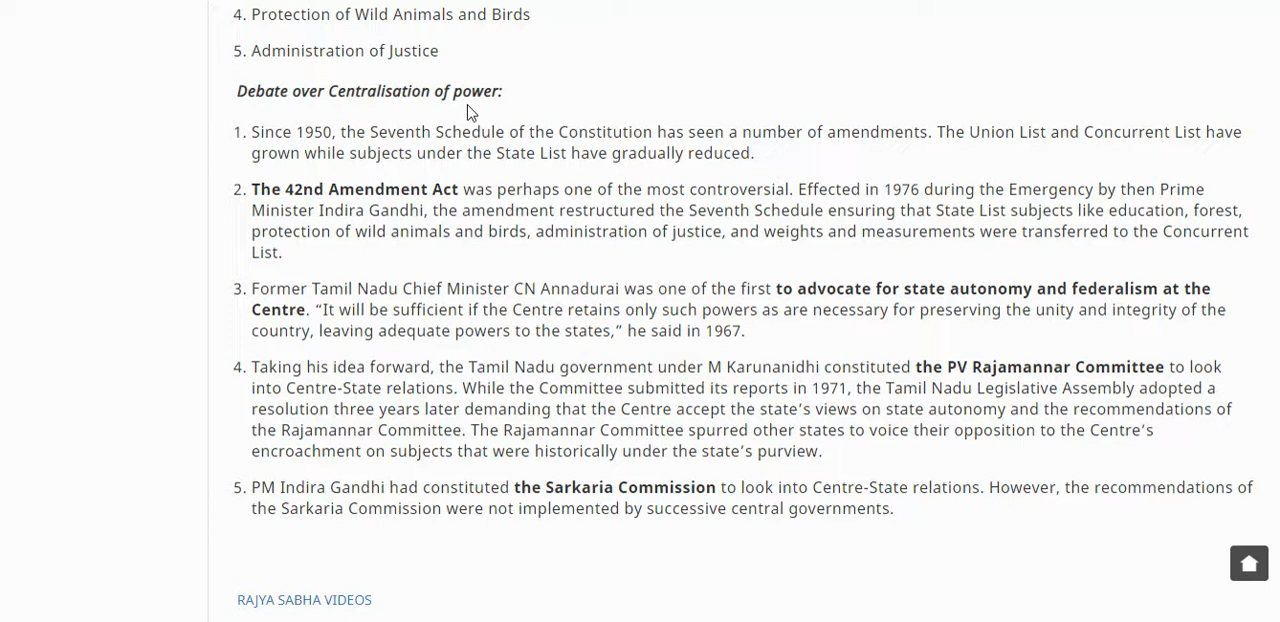 4. Protection of Wild Animals and Birds
5. Administration of Justice
Debate over Centralisation of power:
1. Since 1950, the Seventh Schedule of the Constitution has seen a number of amendments. The Union List and Concurrent List have
grown while subjects under the State List have gradually reduced.
2. The 42nd Amendment Act was perhaps one of the most controversial. Effected in 1976 during the Emergency by then Prime
Minister Indira Gandhi, the amendment restructured the Seventh Schedule ensuring that State List subjects like education, forest,
protection of wild animals and birds, administration of justice, and weights and measurements were transferred to the Concurrent
List.
3. Former Tamil Nadu Chief Minister CN Annadurai was one of the first to advocate for state autonomy and federalism at the
Centre. “It will be sufficient if the Centre retains only such powers as are necessary for preserving the unity and integrity of the
country, leaving adequate powers to the states,” he said in 1967.
4. Taking his idea forward, the Tamil Nadu government under M Karunanidhi constituted the PV Rajamannar Committee to look
into Centre-State relations. While the Committee submitted its reports in 1971, the Tamil Nadu Legislative Assembly adopted a
resolution three years later demanding that the Centre accept the state’s views on state autonomy and the recommendations of
the Rajamannar Committee. The Rajamannar Committee spurred other states to voice their opposition to the Centre’s
encroachment on subjects that were historically under the state’s purview.
5. PM Indira Gandhi had constituted the Sarkaria Commission to look into Centre-State relations. However, the recommendations of
the Sarkaria Commission were not implemented by successive central governments.
RAJYA SABHA VIDEOS